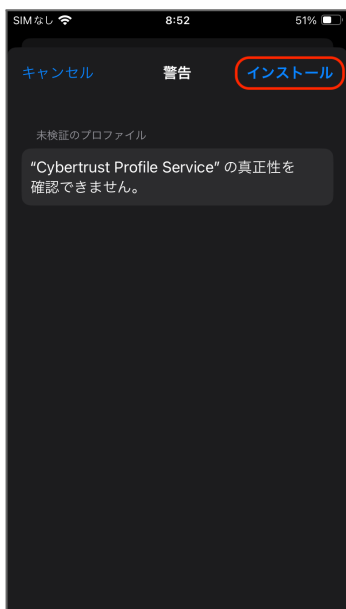 SIMなし 8:52 51%
キャンセル 警告 インストール
未検証のプロファイル
“Cybertrust Profile Service” の真正性を
確認できません。